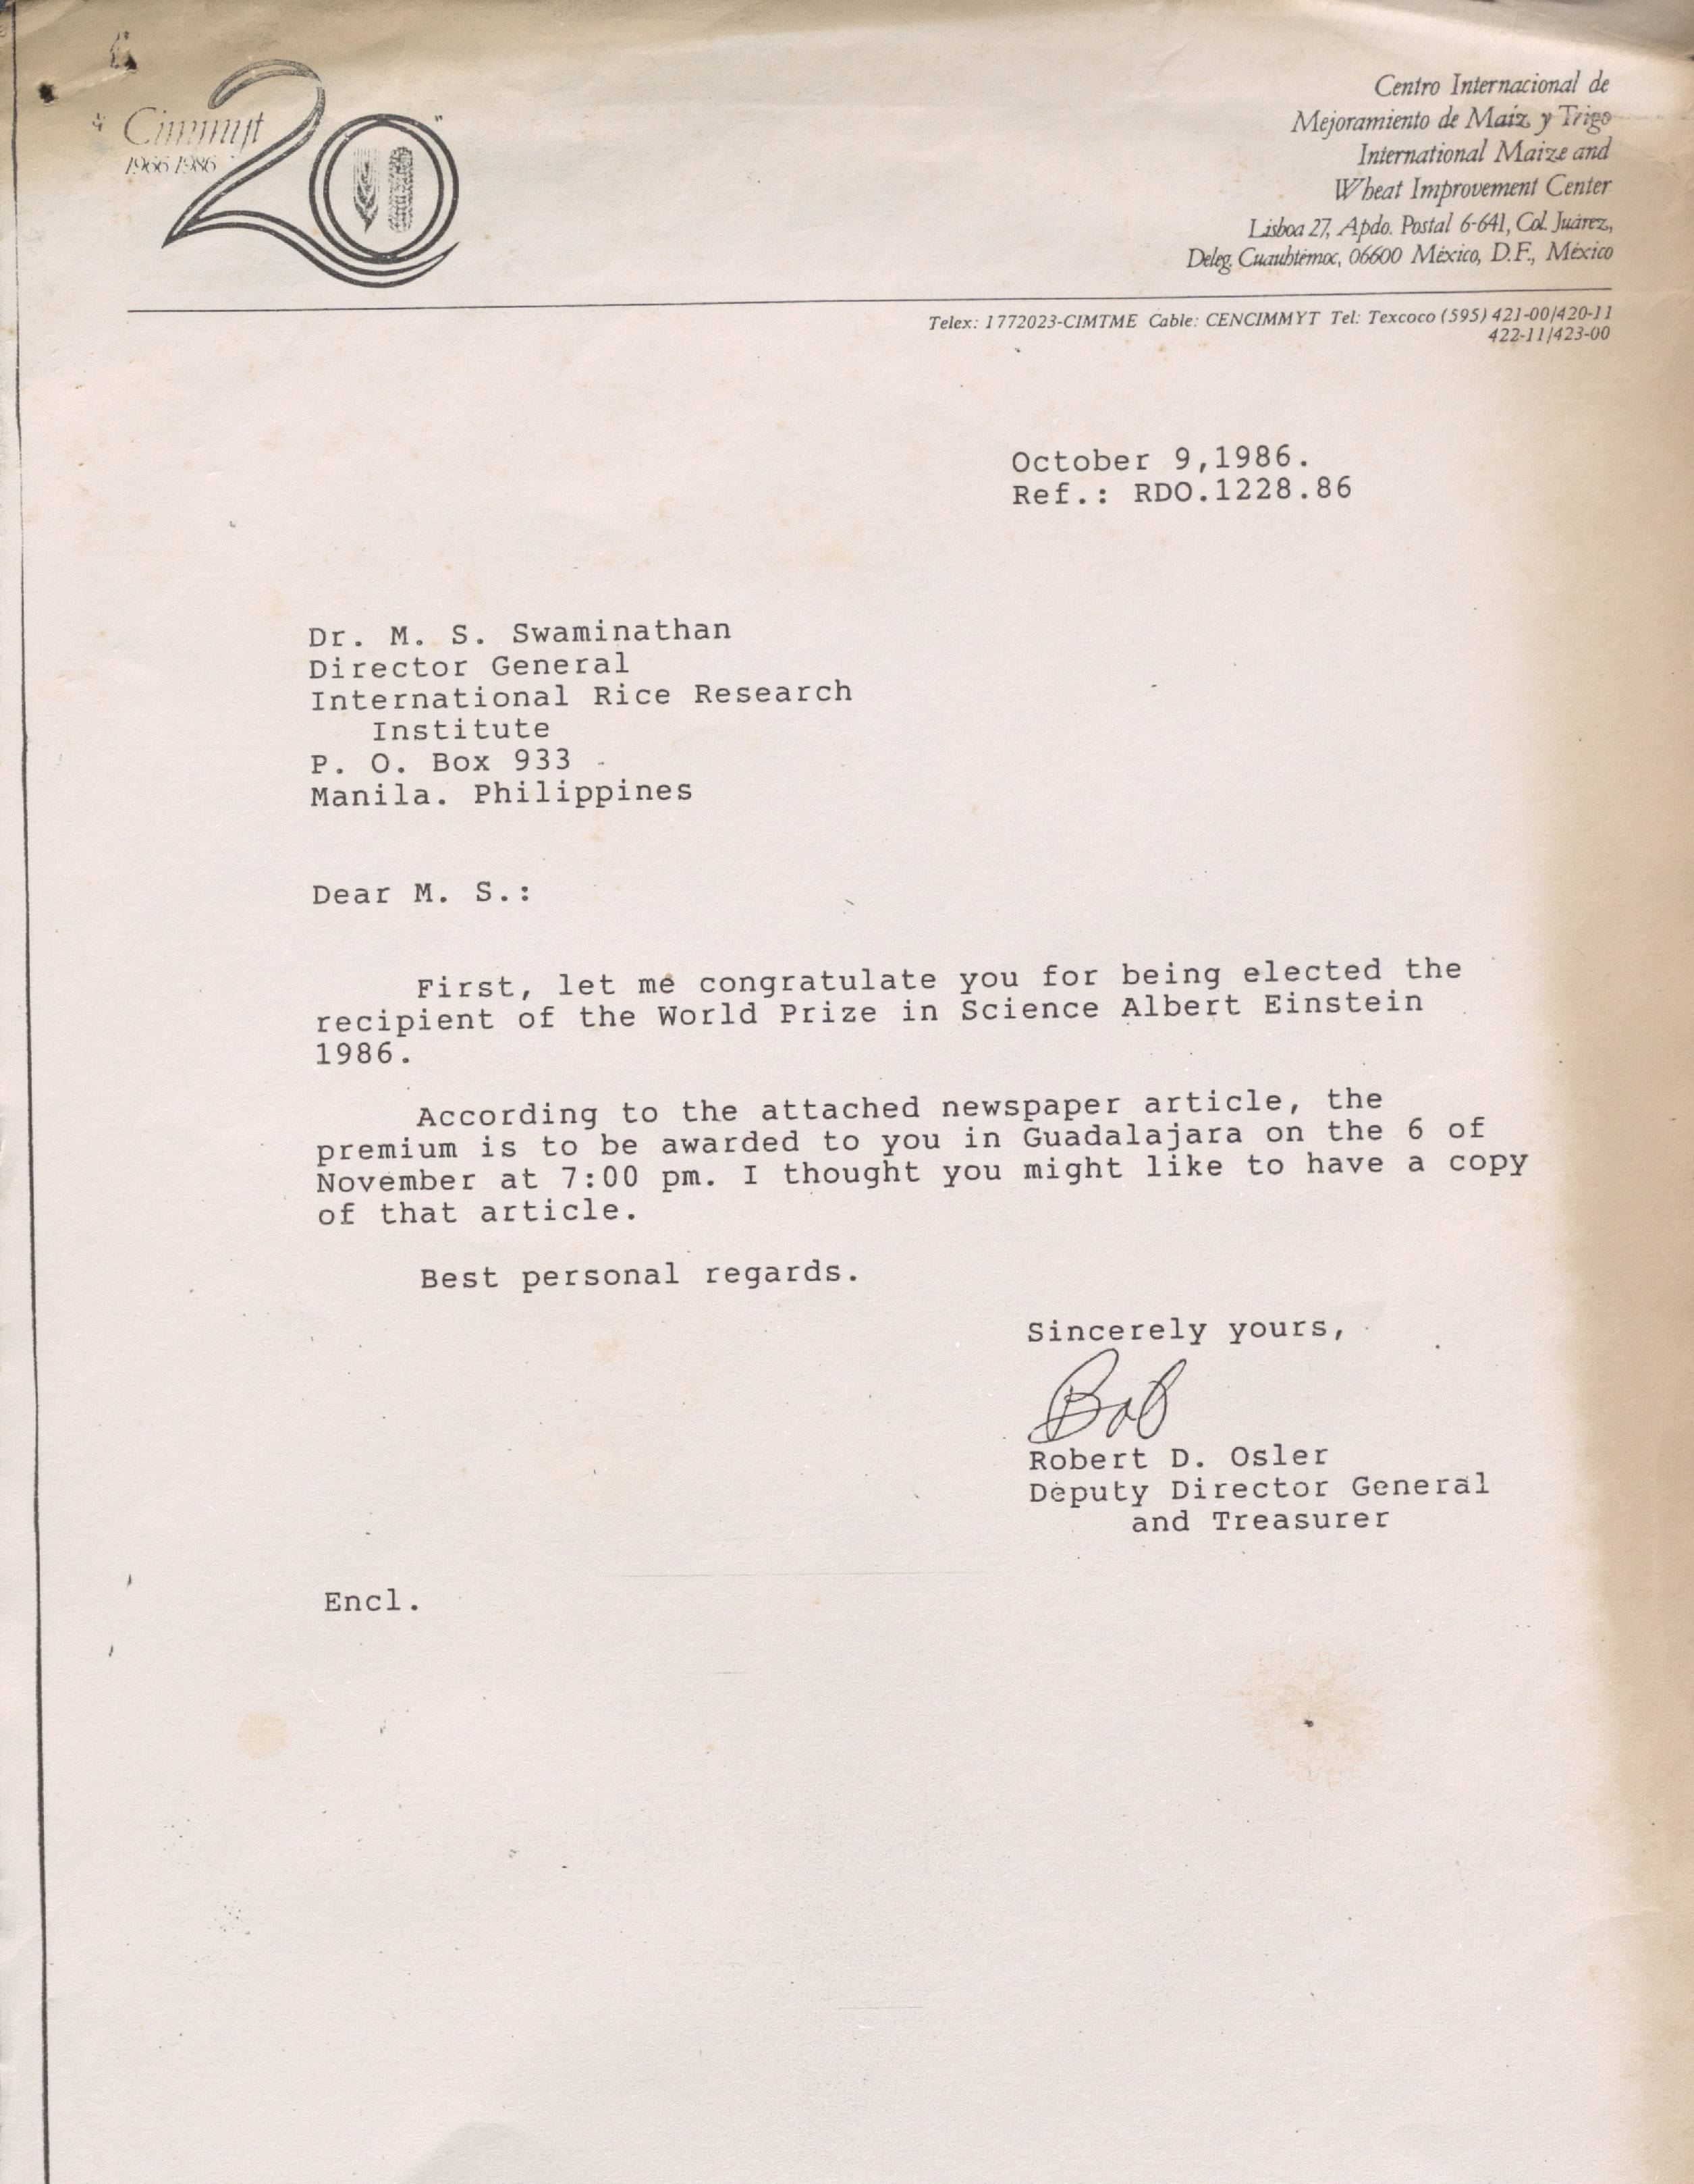 Cimmyt
1966/1986
20
Centro Internacional de
Mejoramiento de Maíz y Trigo
International Maize and
Wheat Improvement Center
Lisboa 27, Apdo. Postal 6-641, Col. Juárez,
Deleg. Cuauhtémoc, 06600 México, D.F., México
Telex: 1772023-CIMTME Cable: CENCIMMYT Tel: Texcoco (595) 421-00/420-11
422-11/423-00
October 9,1986.
Ref.: RDO.1228.86
Dr. M. S. Swaminathan
Director General
International Rice Research
Institute
P. O. Box 933
Manila. Philippines
Dear M. S.:
First, let me congratulate you for being elected the
recipient of the World Prize in Science Albert Einstein
1986.
According to the attached newspaper article, the
premium is to be awarded to you in Guadalajara on the 6 of
November at 7:00 pm. I thought you might like to have a copy
of that article.
Best personal regards.
Sincerely yours,
Bob
Robert D. Osler
Deputy Director General
and Treasurer
Encl.